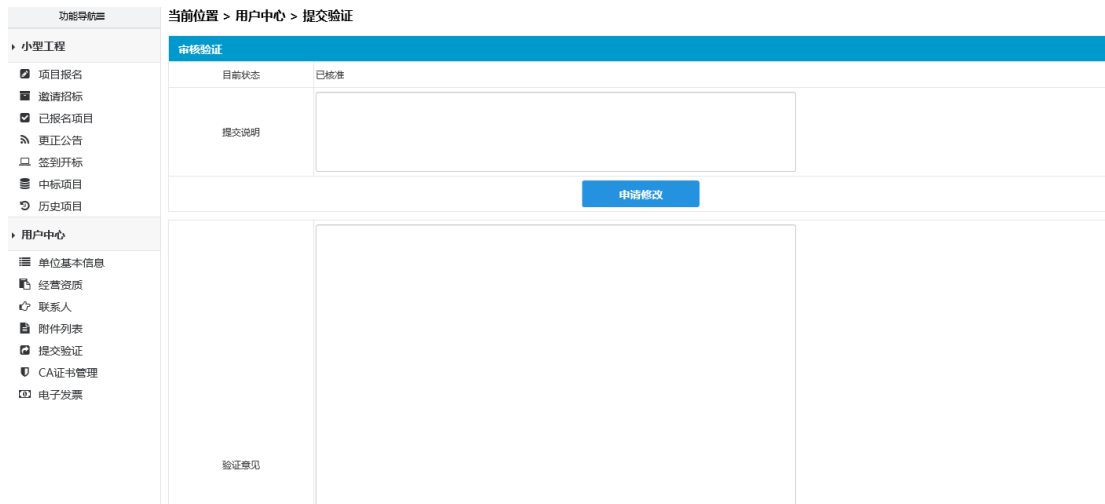 功能导航
当前位置 > 用户中心 > 提交验证
小型工程
项目报名
邀请招标
已报名项目
更正公告
签到开标
中标项目
历史项目
用户中心
单位基本信息
经营资质
联系人
附件列表
提交验证
CA证书管理
电子发票
审核验证
目前状态 已核准
提交说明
申请修改
验证意见